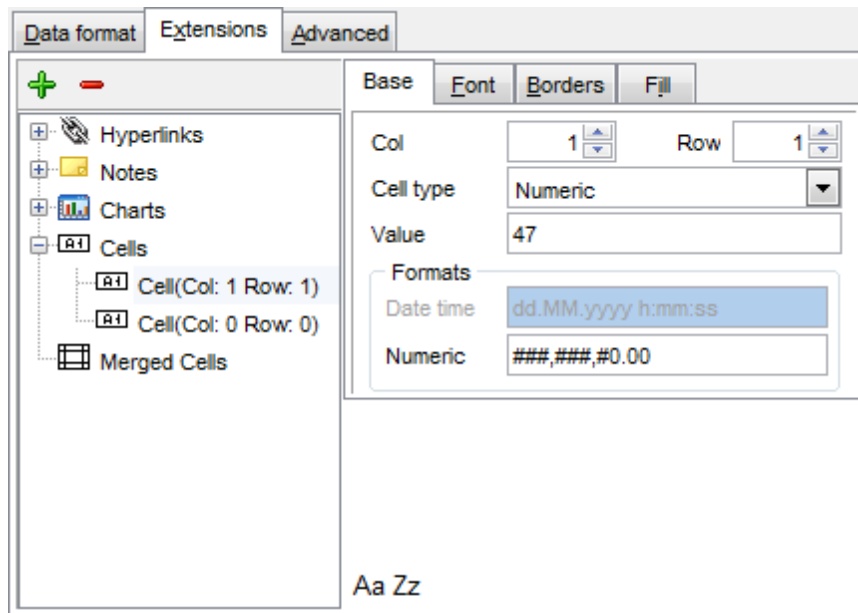 Data format Extensions Advanced
Base Font Borders Fill
Hyperlinks
Notes
Charts
Cells
Cell(Col: 1 Row: 1)
Cell(Col: 0 Row: 0)
Merged Cells
Col 1 Row 1
Cell type Numeric
Value 47
Formats
Date time dd.MM.yyyy h:mm:ss
Numeric ###,###,#0.00
Aa Zz